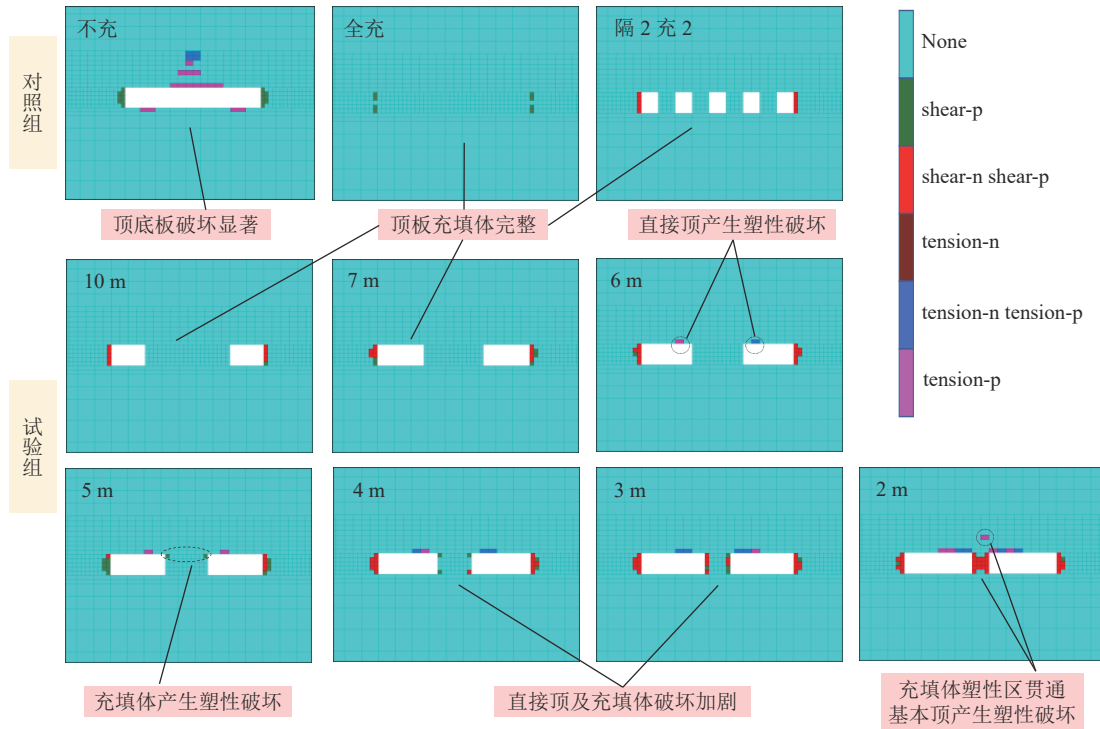 对照组
不充
全充
隔 2 充 2
None
shear-p
shear-n shear-p
tension-n
tension-n tension-p
tension-p
顶底板破坏显著
顶板充填体完整
直接顶产生塑性破坏
试验组
10 m
7 m
6 m
5 m
4 m
3 m
2 m
充填体产生塑性破坏
直接顶及充填体破坏加剧
充填体塑性区贯通
基本顶产生塑性破坏